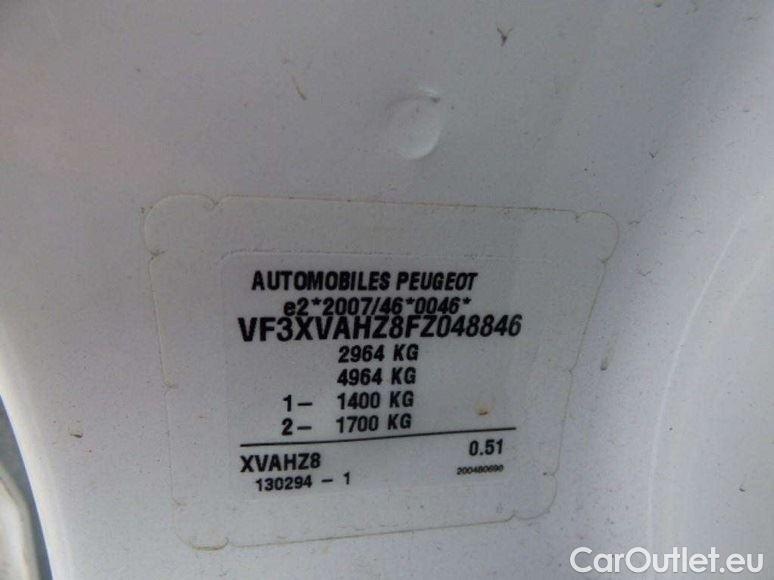 AUTOMOBILES PEUGEOT
e2*2007/46*0046*
VF3XVAHZ8FZ048846
2964 KG
4964 KG
1- 1400 KG
2- 1700 KG
XVAHZ8 0.51
130294 - 1 200480690
CarOutlet.eu